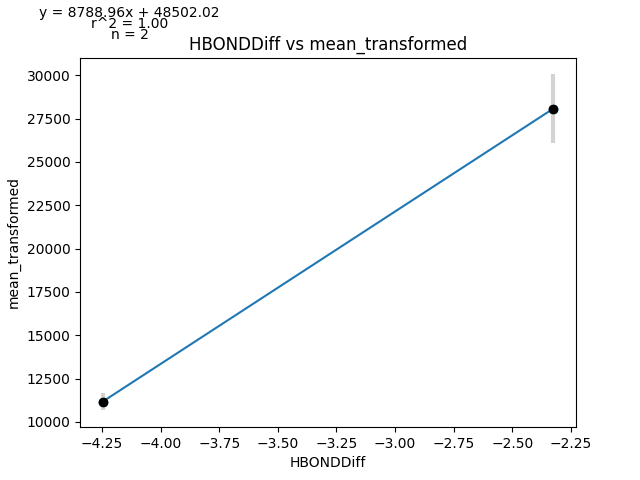 y = 8788.96x + 48502.02
r^2 = 1.00
n = 2
HBONDDiff vs mean_transformed
30000
27500
25000
22500
20000
17500
15000
12500
10000
mean_transformed
−4.25 −4.00 −3.75 −3.50 −3.25 −3.00 −2.75 −2.50 −2.25
HBONDDiff